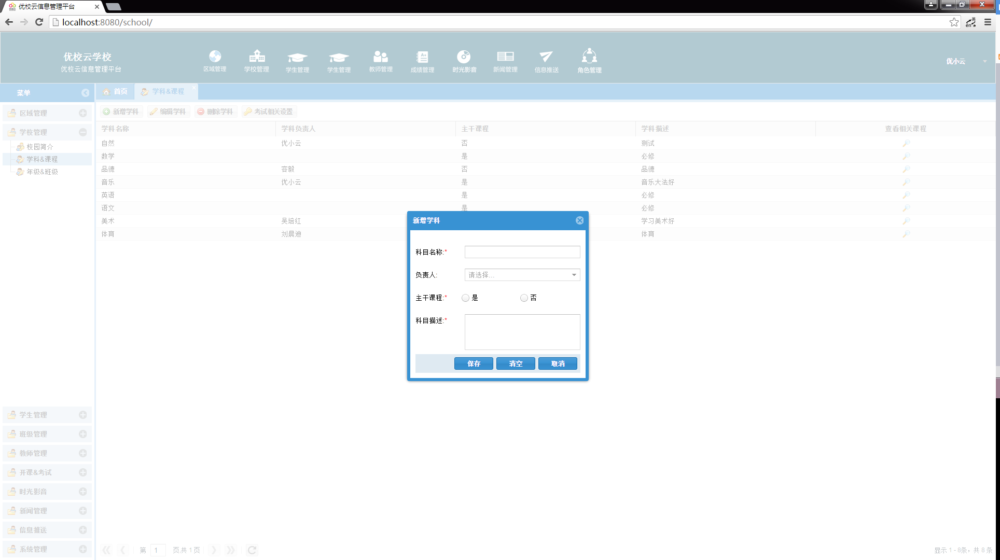 优校云信息管理平台
localhost:8080/school/
优校云学校
优校云信息管理平台
区域管理 学校管理 学生管理 学生管理 教师管理 成绩管理 时光影音 新闻管理 信息推送 角色管理
优小云
菜单
首页 学科&课程
区域管理
学校管理
校园简介
学科&课程
年级&班级
新增学科 编辑学科 删除学科 考试相关设置
学科名称 学科负责人 主干课程 学科描述 查看相关课程
自然 优小云 否 测试
数学 是 必修
品德 容毅 否 品德
音乐 优小云 是 音乐大法好
英语 是 必修
语文 是 必修
美术 吴培红 学习美术好
体育 刘晨迪 体育
新增学科
科目名称:*
负责人: 请选择...
主干课程:* 是 否
科目描述:*
保存 清空 取消
学生管理
班级管理
教师管理
开课&考试
时光影音
新闻管理
信息推送
系统管理
第 1 页,共 1 页
显示 1 - 8条，共 8 条